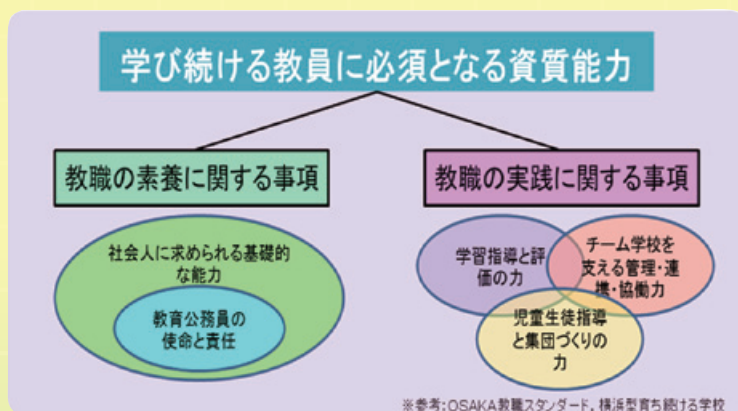 学び続ける教員に必須となる資質能力
教職の素養に関する事項
教職の実践に関する事項
社会人に求められる基礎的
な能力
教育公務員の
使命と責任
学習指導と評
価の力
チーム学校を
支える管理・連
携・協働力
児童生徒指導
と集団づくりの
力
※参考:OSAKA教職スタンダード，横浜型育ち続ける学校